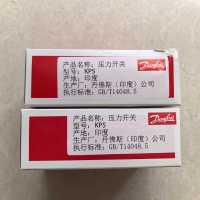 产品名称：压力开关
型号：KP5
产地：印度
生产厂：丹佛斯（印度）公司
执行标准：GB/T14048.5
Danfoss
产品名称：压力开关
型号：KP5
产地：印度
生产厂：丹佛斯（印度）公司
执行标准：GB/T14048.5
Danfoss